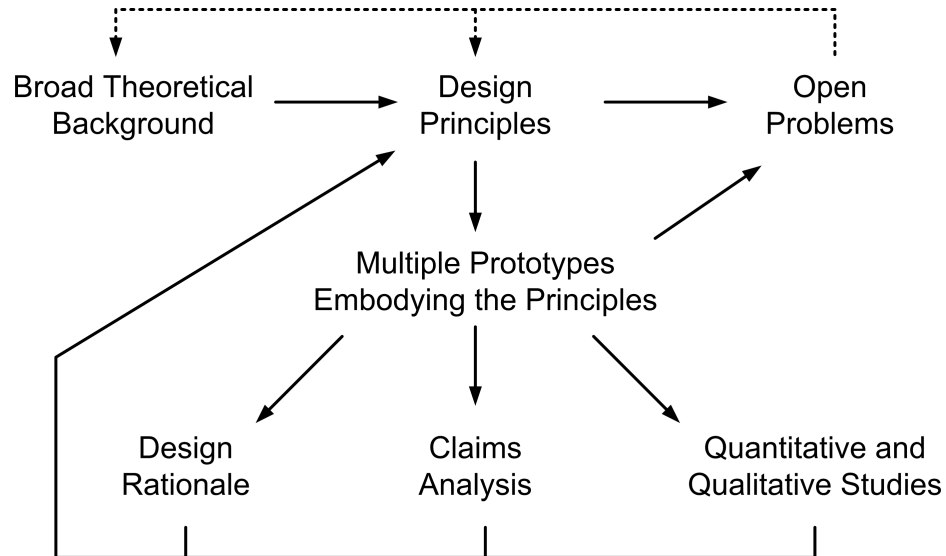 Broad Theoretical
Background
Design
Principles
Open
Problems
Multiple Prototypes
Embodying the Principles
Design
Rationale
Claims
Analysis
Quantitative and
Qualitative Studies